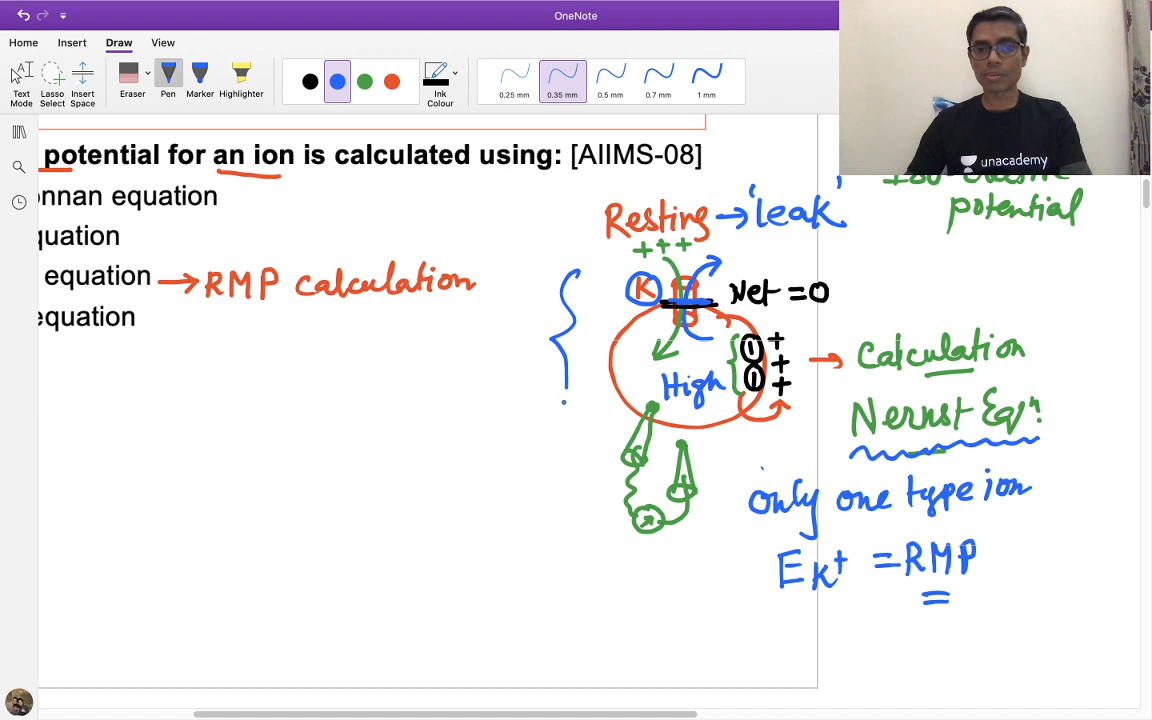 OneNote
Home Insert Draw View
Text Mode
Lasso Select
Insert Space
Eraser
Pen
Marker
Highlighter
Ink Colour
0.25 mm
0.35 mm
0.5 mm
0.7 mm
1 mm
unacademy
potential for an ion is calculated using: [AIIMS-08]
onnan equation
quation
equation → RMP calculation
equation
potential
Resting → 'leak'
+ + +
K
Net = 0
High
+
+
+
→ Calculation
Nernst Eqn
only one type ion
EK+ = RMP